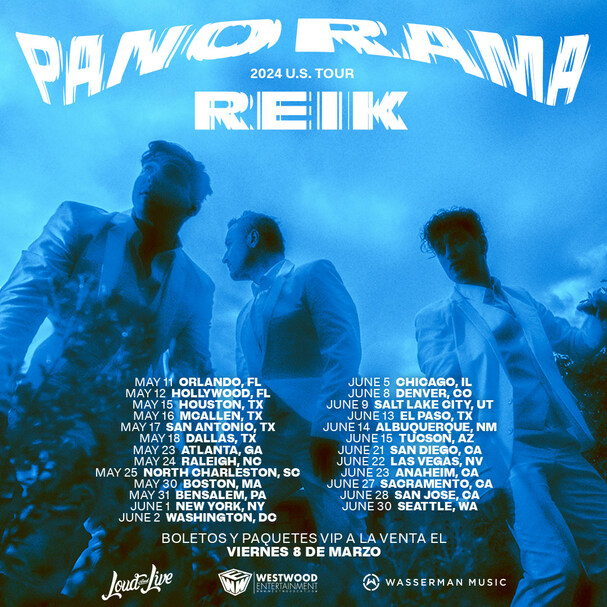 PANORAMA
2024 U.S. TOUR
REIK
MAY 11 ORLANDO, FL
MAY 12 HOLLYWOOD, FL
MAY 15 HOUSTON, TX
MAY 16 MCALLEN, TX
MAY 17 SAN ANTONIO, TX
MAY 18 DALLAS, TX
MAY 23 ATLANTA, GA
MAY 24 RALEIGH, NC
MAY 25 NORTH CHARLESTON, SC
MAY 30 BOSTON, MA
MAY 31 BENSALEM, PA
JUNE 1 NEW YORK, NY
JUNE 2 WASHINGTON, DC
JUNE 5 CHICAGO, IL
JUNE 8 DENVER, CO
JUNE 9 SALT LAKE CITY, UT
JUNE 13 EL PASO, TX
JUNE 14 ALBUQUERQUE, NM
JUNE 15 TUCSON, AZ
JUNE 21 SAN DIEGO, CA
JUNE 22 LAS VEGAS, NV
JUNE 23 ANAHEIM, CA
JUNE 27 SACRAMENTO, CA
JUNE 28 SAN JOSE, CA
JUNE 30 SEATTLE, WA
BOLETOS Y PAQUETES VIP A LA VENTA EL
VIERNES 8 DE MARZO
Loud and Live
WESTWOOD
ENTERTAINMENT
WASSERMAN MUSIC